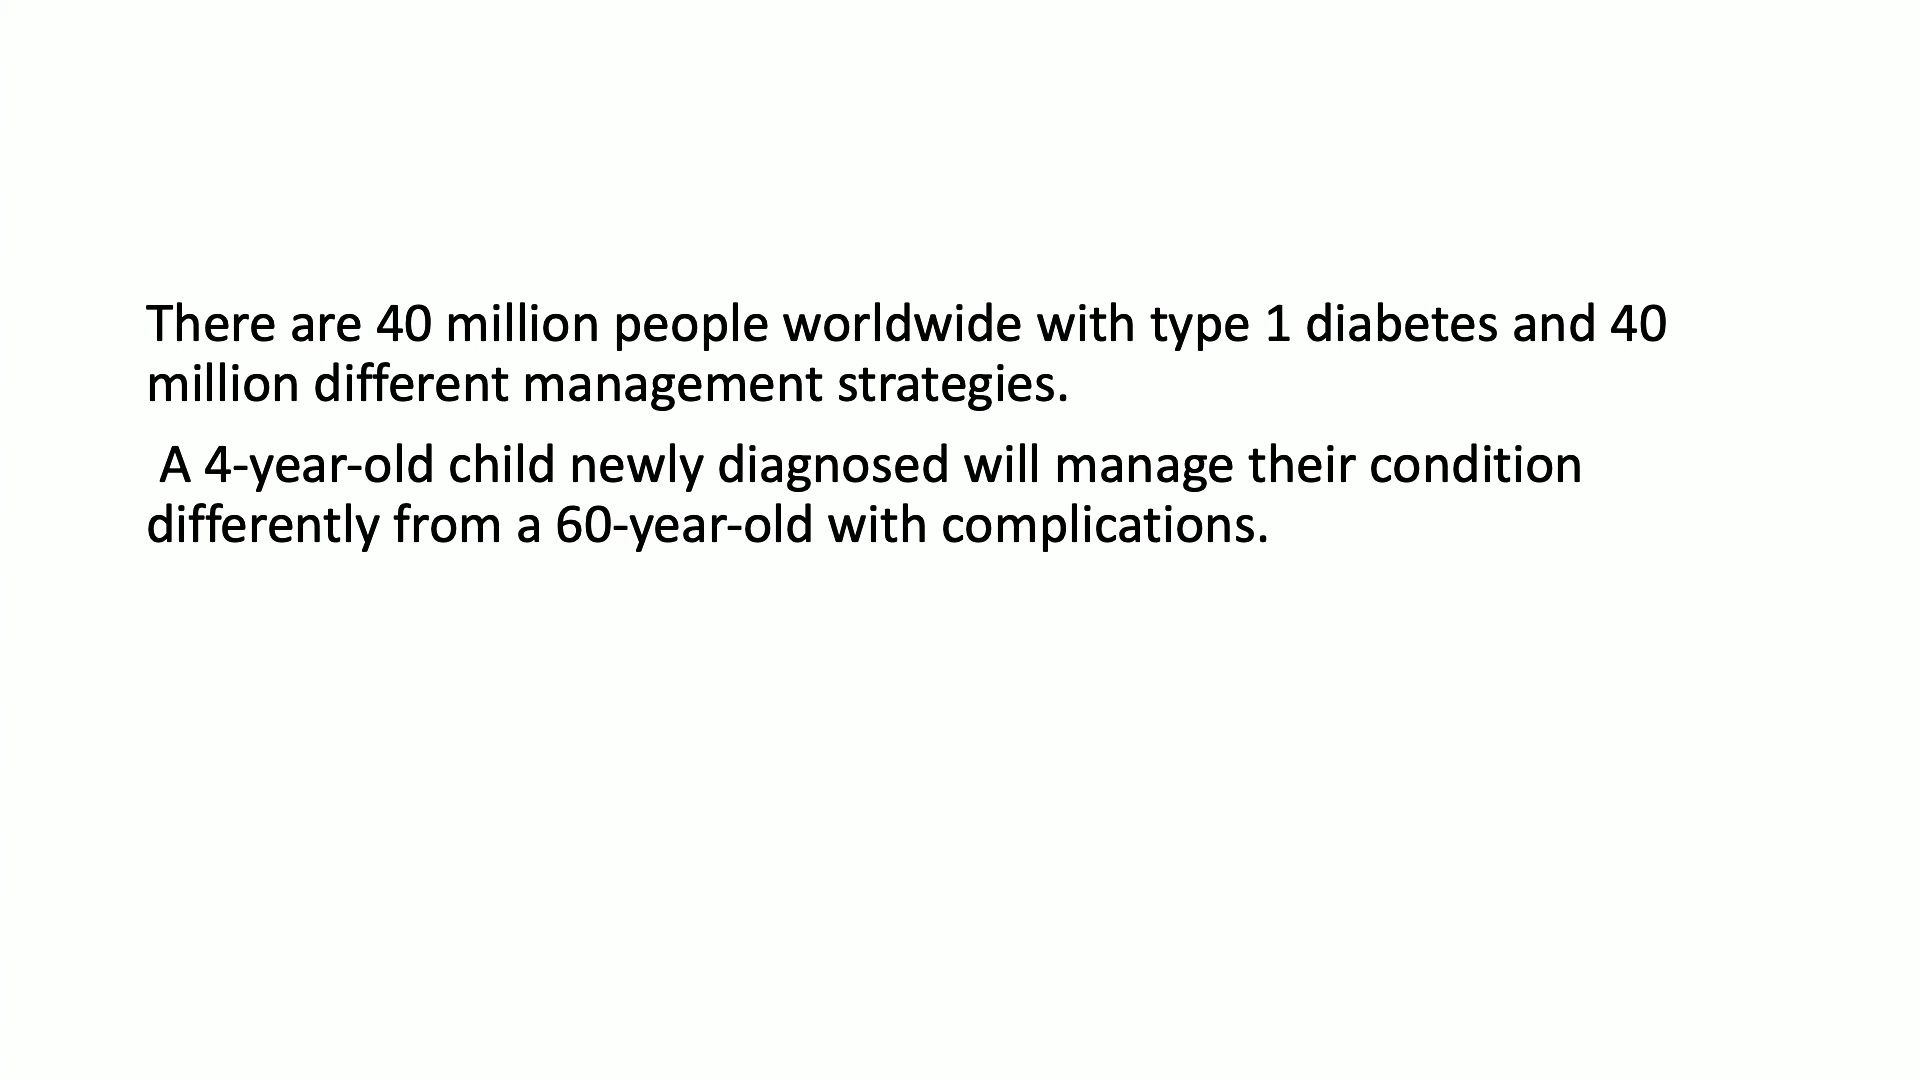 There are 40 million people worldwide with type 1 diabetes and 40
million different management strategies.
A 4-year-old child newly diagnosed will manage their condition
differently from a 60-year-old with complications.